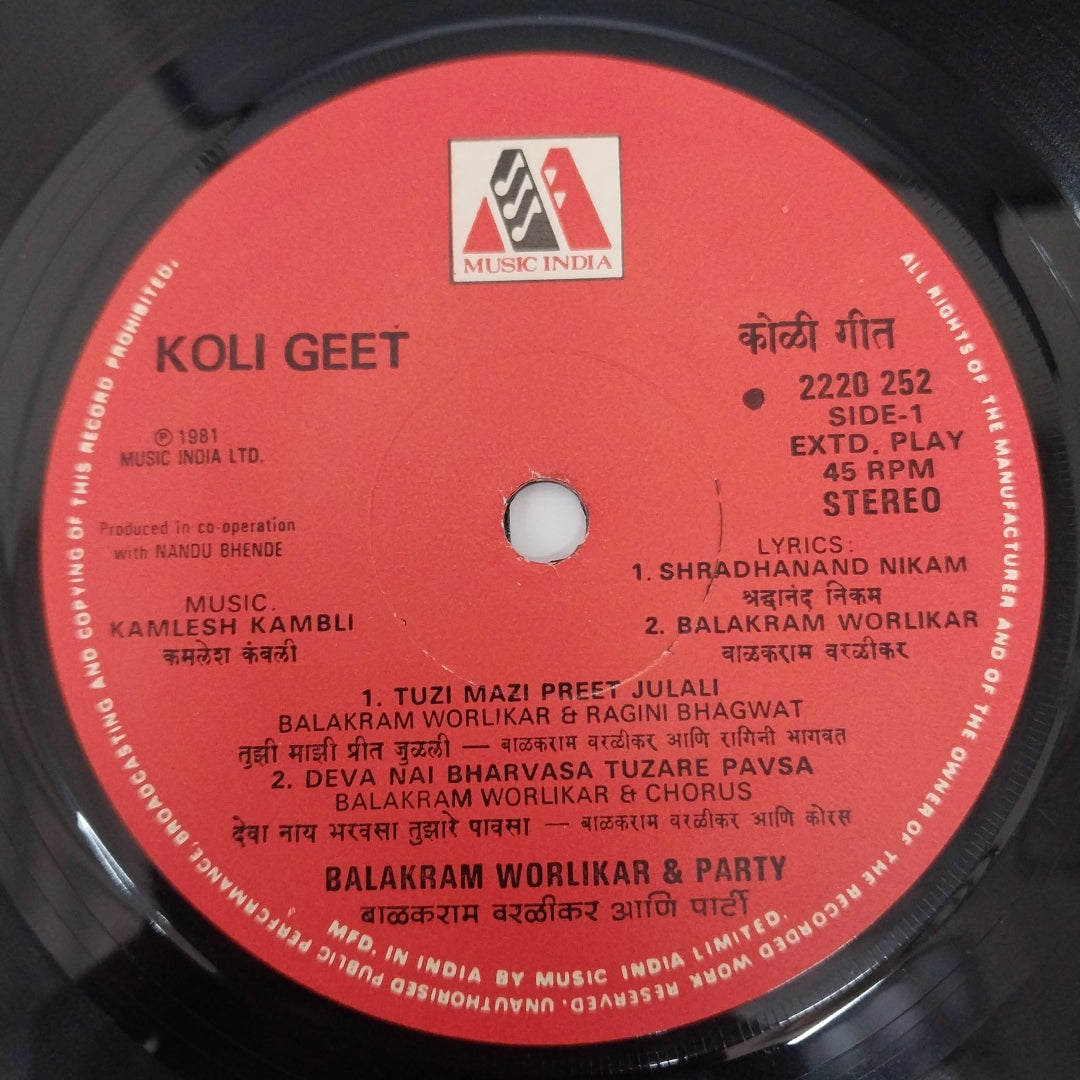 MUSIC INDIA
KOLI GEET
कोळी गीत
℗ 1981
MUSIC INDIA LTD.
2220 252
SIDE-1
EXTD. PLAY
45 RPM
STEREO
Produced in co-operation
with NANDU BHENDE
MUSIC.
KAMLESH KAMBLI
कमलेश कंबली
LYRICS:
1. SHRADHANAND NIKAM
श्रद्धानंद निकम
2. BALAKRAM WORLIKAR
बाळकराम वरळीकर
1. TUZI MAZI PREET JULALI
BALAKRAM WORLIKAR & RAGINI BHAGWAT
तुझी माझी प्रीत जुळली — बाळकराम वरळीकर आणि रागिनी भागवत
2. DEVA NAI BHARVASA TUZARE PAVSA
BALAKRAM WORLIKAR & CHORUS
देवा नाय भरवसा तुझारे पावसा — बाळकराम वरळीकर आणि कोरस
BALAKRAM WORLIKAR & PARTY
बाळकराम वरळीकर आणि पार्टी
MFD. IN INDIA BY MUSIC INDIA LIMITED.
ALL RIGHTS OF THE MANUFACTURER AND OF THE OWNER OF THE RECORDED WORK RESERVED. UNAUTHORISED PUBLIC PERFORMANCE, BROADCASTING AND COPYING OF THIS RECORD PROHIBITED.